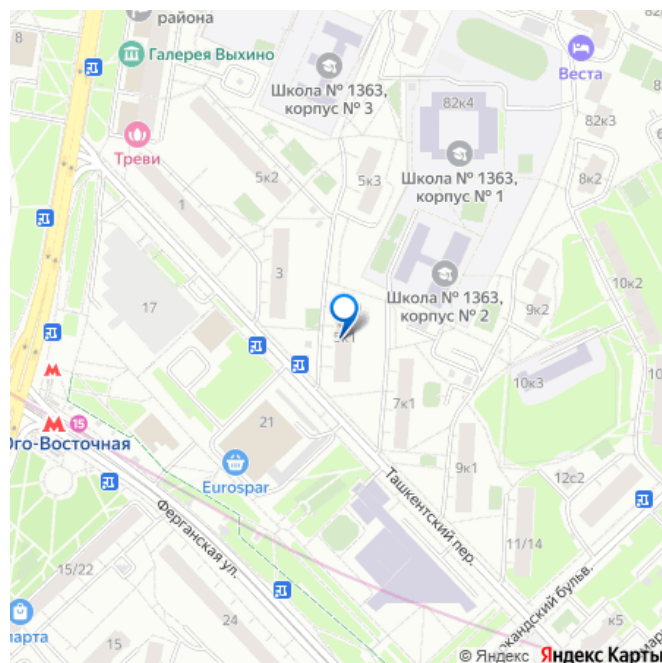 района
8
Галерея Выхино
Веста
82к3
Школа № 1363,
корпус № 3
82к4
Треви
5к2
5к3
Школа № 1363,
корпус № 1
8к2
1
3
10к2
17
Школа № 1363,
корпус № 2
9к2
5к1
10к3
7к1
21
15
Юго-Восточная
Eurospar
9к1
12с2
Ташкентский пер.
Ферганская ул.
11/14
15/22
24
15
к5
© Яндекс Яндекс Карты